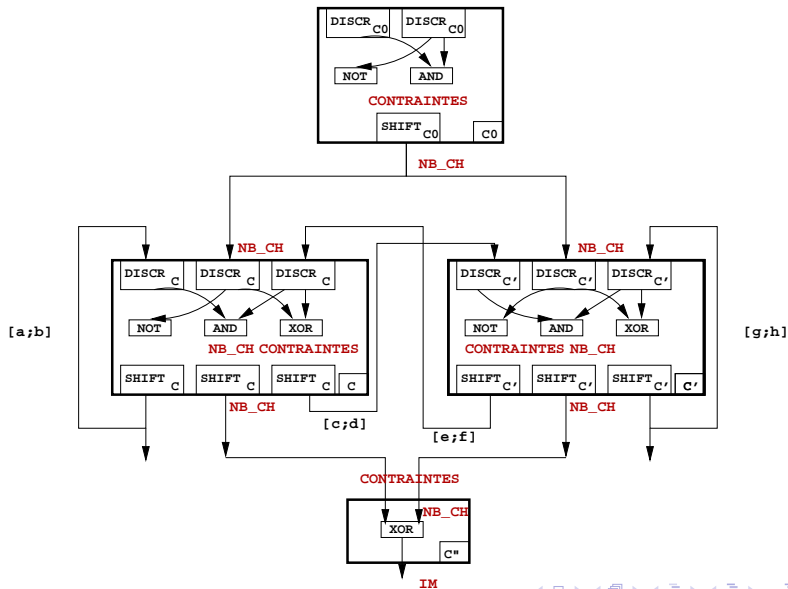 DISCR C0 DISCR C0
NOT AND
CONTRAINTES
SHIFT C0 C0
NB_CH
NB_CH NB_CH
DISCR C DISCR C DISCR C DISCR C' DISCR C' DISCR C'
[a;b] NOT AND XOR NOT AND XOR [g;h]
NB_CH CONTRAINTES CONTRAINTES NB_CH
SHIFT C SHIFT C SHIFT C C SHIFT C' SHIFT C' SHIFT C' C'
NB_CH NB_CH
[c;d] [e;f]
CONTRAINTES
NB_CH
XOR
C"
IM